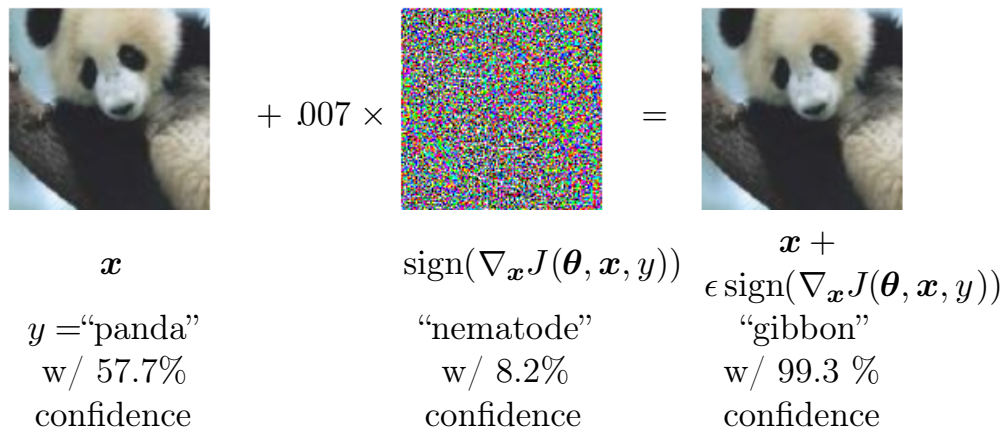 + .007 × =
x
sign(∇ₓJ(θ, x, y))
x +
ϵ sign(∇ₓJ(θ, x, y))
y =“panda”
w/ 57.7%
confidence
“nematode”
w/ 8.2%
confidence
“gibbon”
w/ 99.3 %
confidence